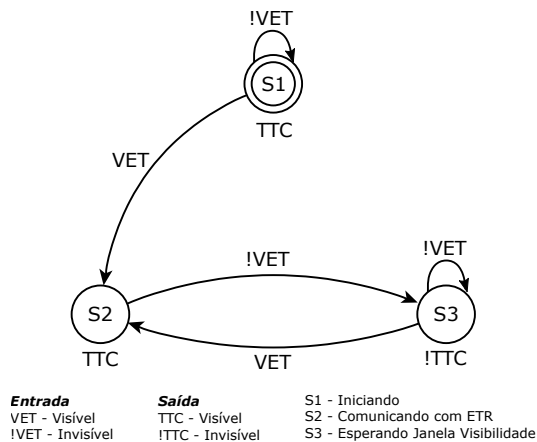 !VET
S1
TTC
VET
!VET
!VET
S2
S3
TTC
VET
!TTC
Entrada
VET - Visível
!VET - Invisível
Saída
TTC - Visível
!TTC - Invisível
S1 - Iniciando
S2 - Comunicando com ETR
S3 - Esperando Janela Visibilidade